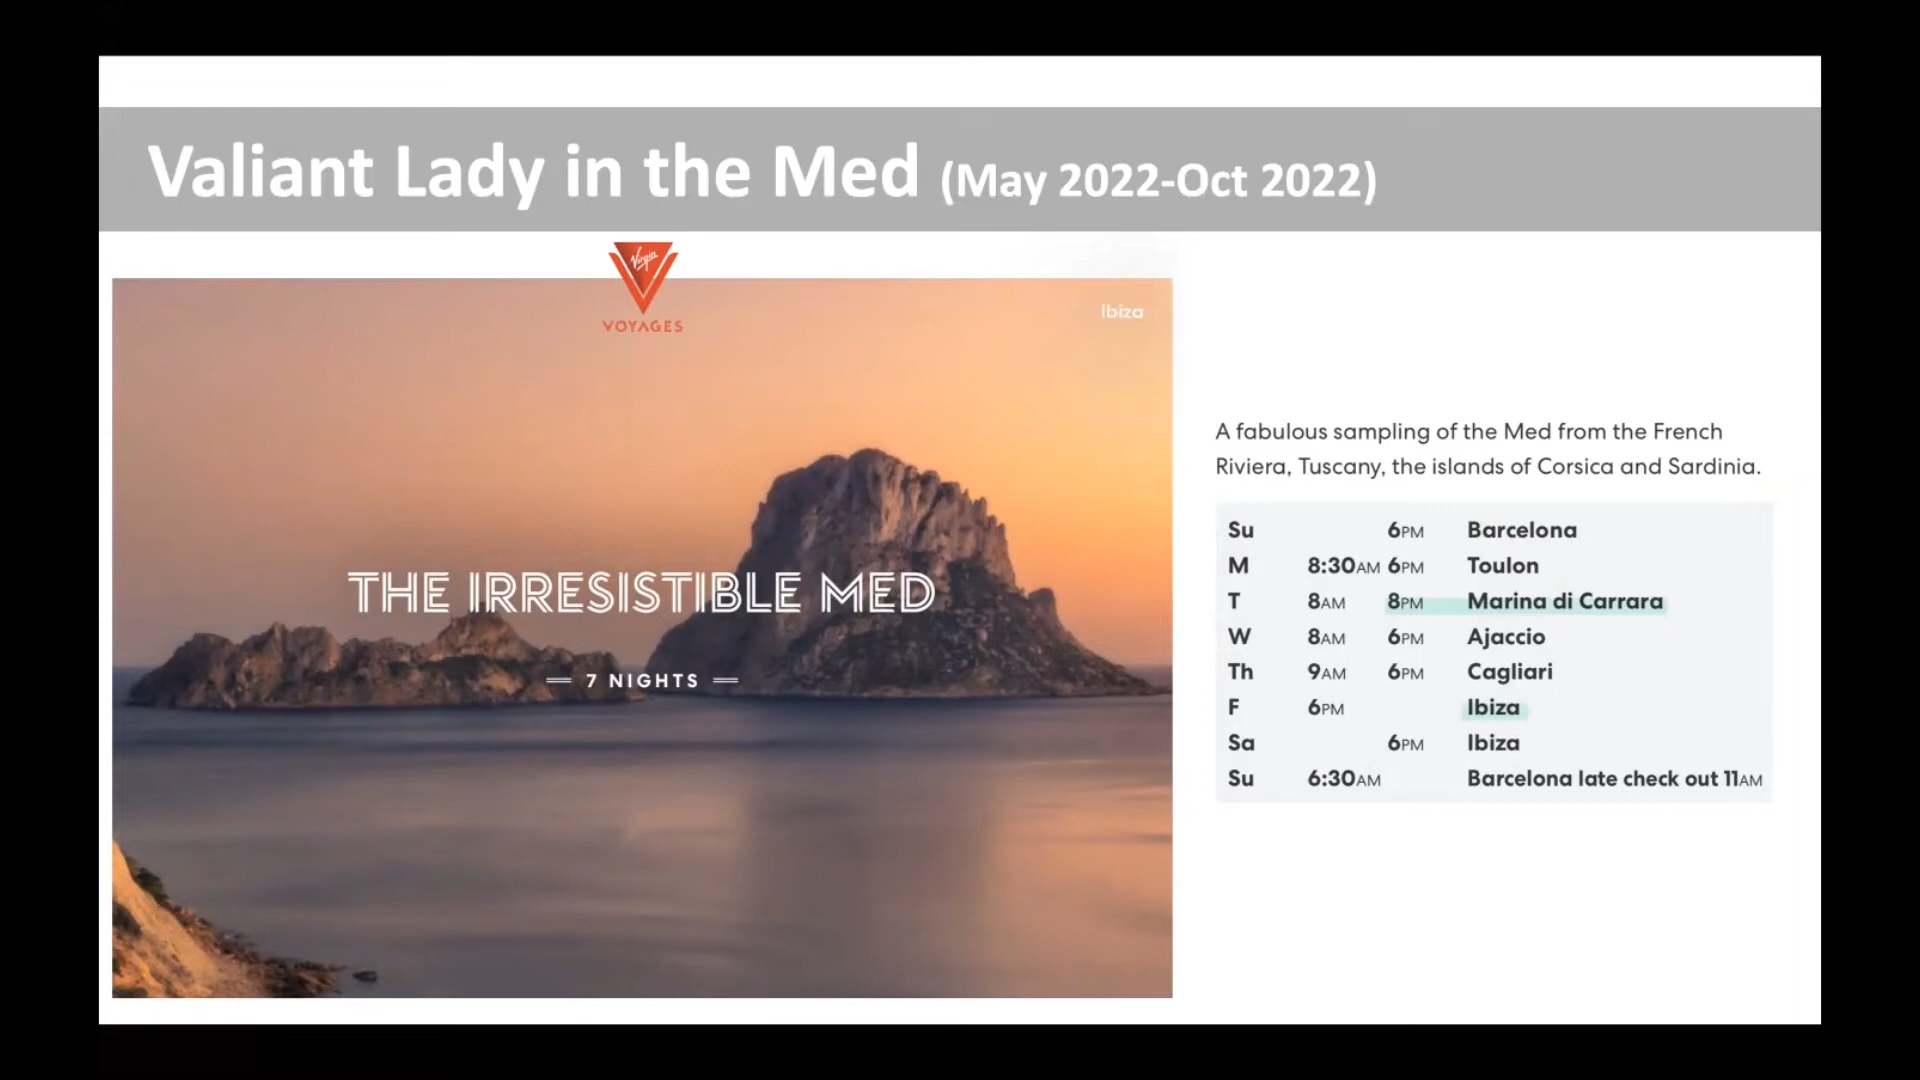 Valiant Lady in the Med (May 2022-Oct 2022)
Virgin
VOYAGES
Ibiza
THE IRRESISTIBLE MED
7 NIGHTS
A fabulous sampling of the Med from the French
Riviera, Tuscany, the islands of Corsica and Sardinia.
Su 6PM Barcelona
M 8:30AM 6PM Toulon
T 8AM 8PM Marina di Carrara
W 8AM 6PM Ajaccio
Th 9AM 6PM Cagliari
F 6PM Ibiza
Sa 6PM Ibiza
Su 6:30AM Barcelona late check out 11AM